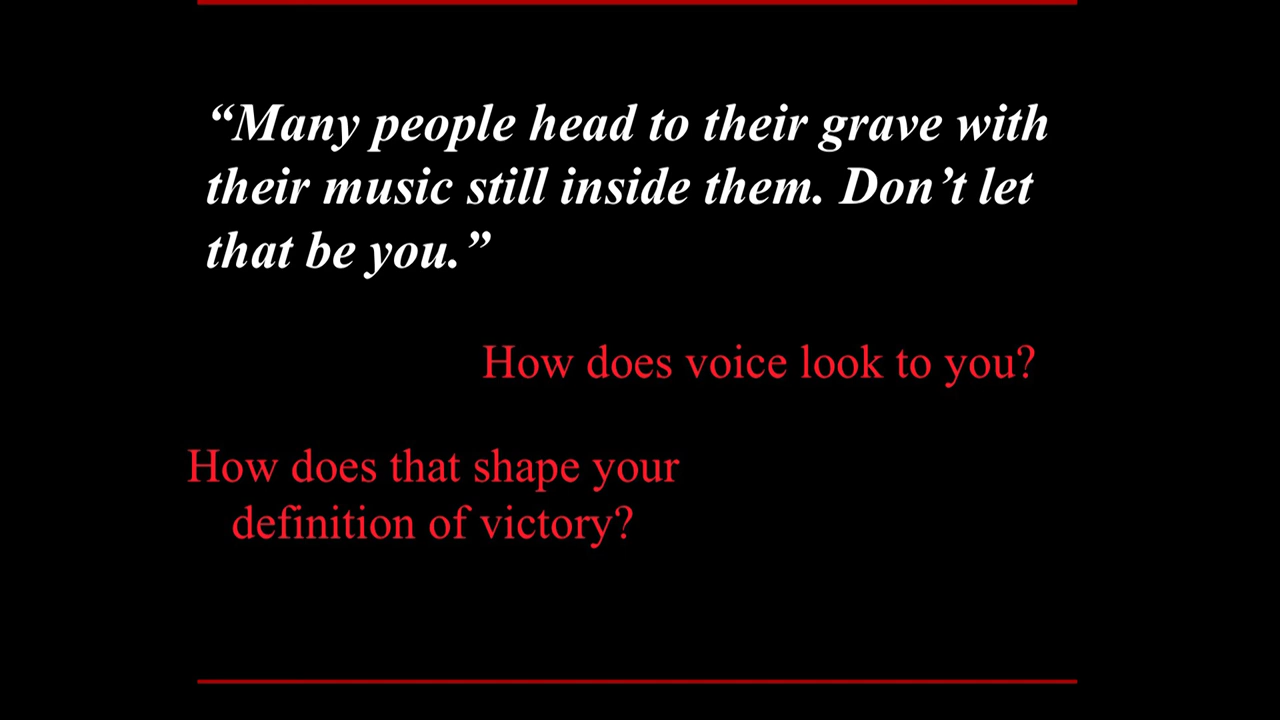 “Many people head to their grave with
their music still inside them. Don’t let
that be you.”
How does voice look to you?
How does that shape your
definition of victory?